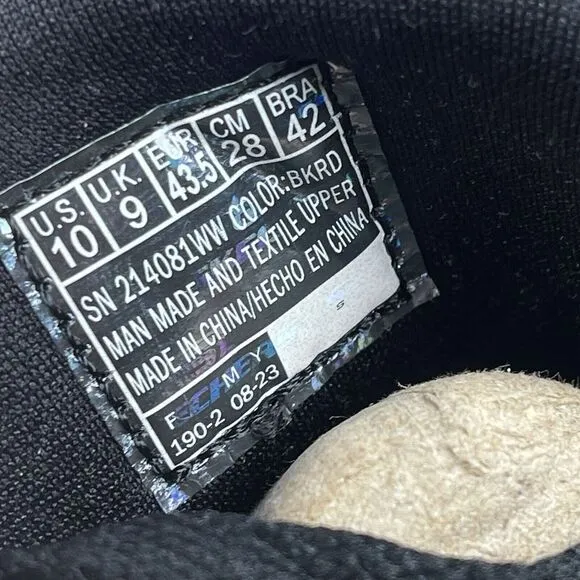 U.S. U.K. EUR CM BRA
10 9 43.5 28 42
SN 214081WW COLOR:BKRD
MAN MADE AND TEXTILE UPPER
MADE IN CHINA/HECHO EN CHINA
S
F MEY
190-2 08-23